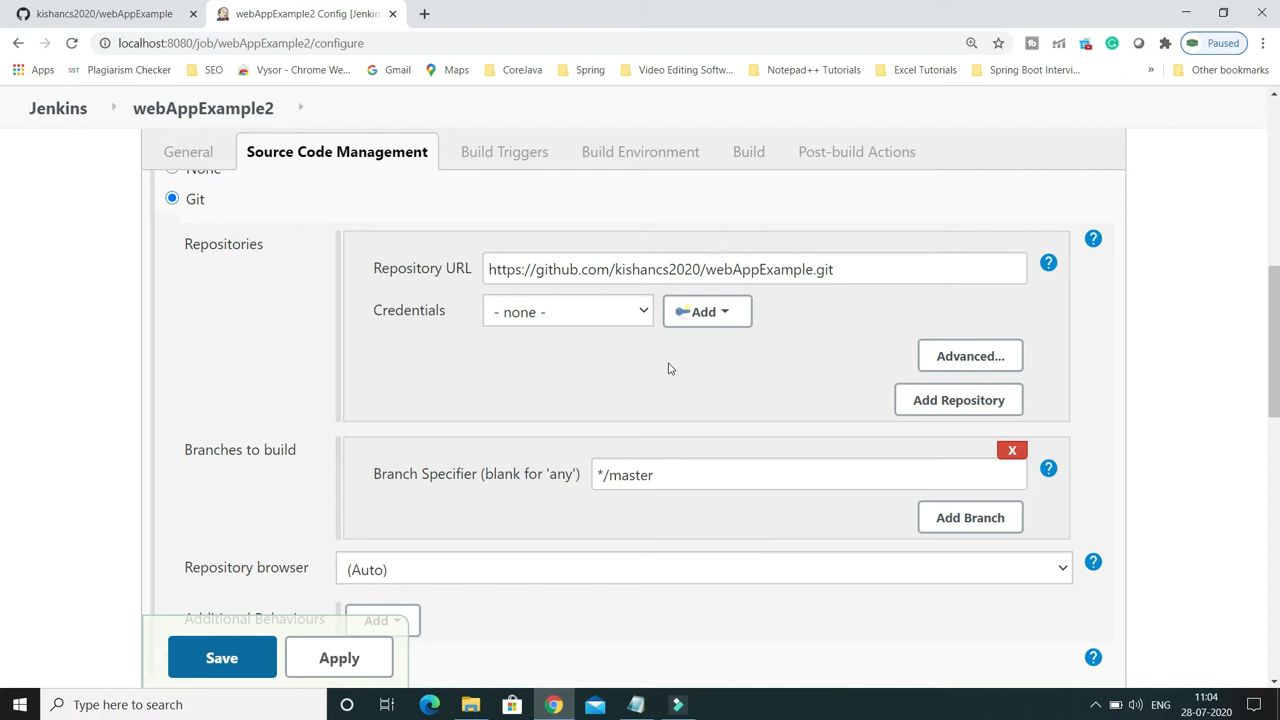 kishancs2020/webAppExample
webAppExample2 Config [Jenkin
localhost:8080/job/webAppExample2/configure
Paused
Apps
SST Plagiarism Checker
SEO
Vysor - Chrome We...
Gmail
Maps
CoreJava
Spring
Video Editing Softw...
Notepad++ Tutorials
Excel Tutorials
Spring Boot Intervi...
»
Other bookmarks
Jenkins
webAppExample2
General
Source Code Management
Build Triggers
Build Environment
Build
Post-build Actions
None
Git
Repositories
Repository URL
https://github.com/kishancs2020/webAppExample.git
Credentials
- none -
Add
Advanced...
Add Repository
Branches to build
X
Branch Specifier (blank for 'any')
*/master
Add Branch
Repository browser
(Auto)
Additional Behaviours
Add
Save
Apply
Type here to search
ENG
11:04
28-07-2020